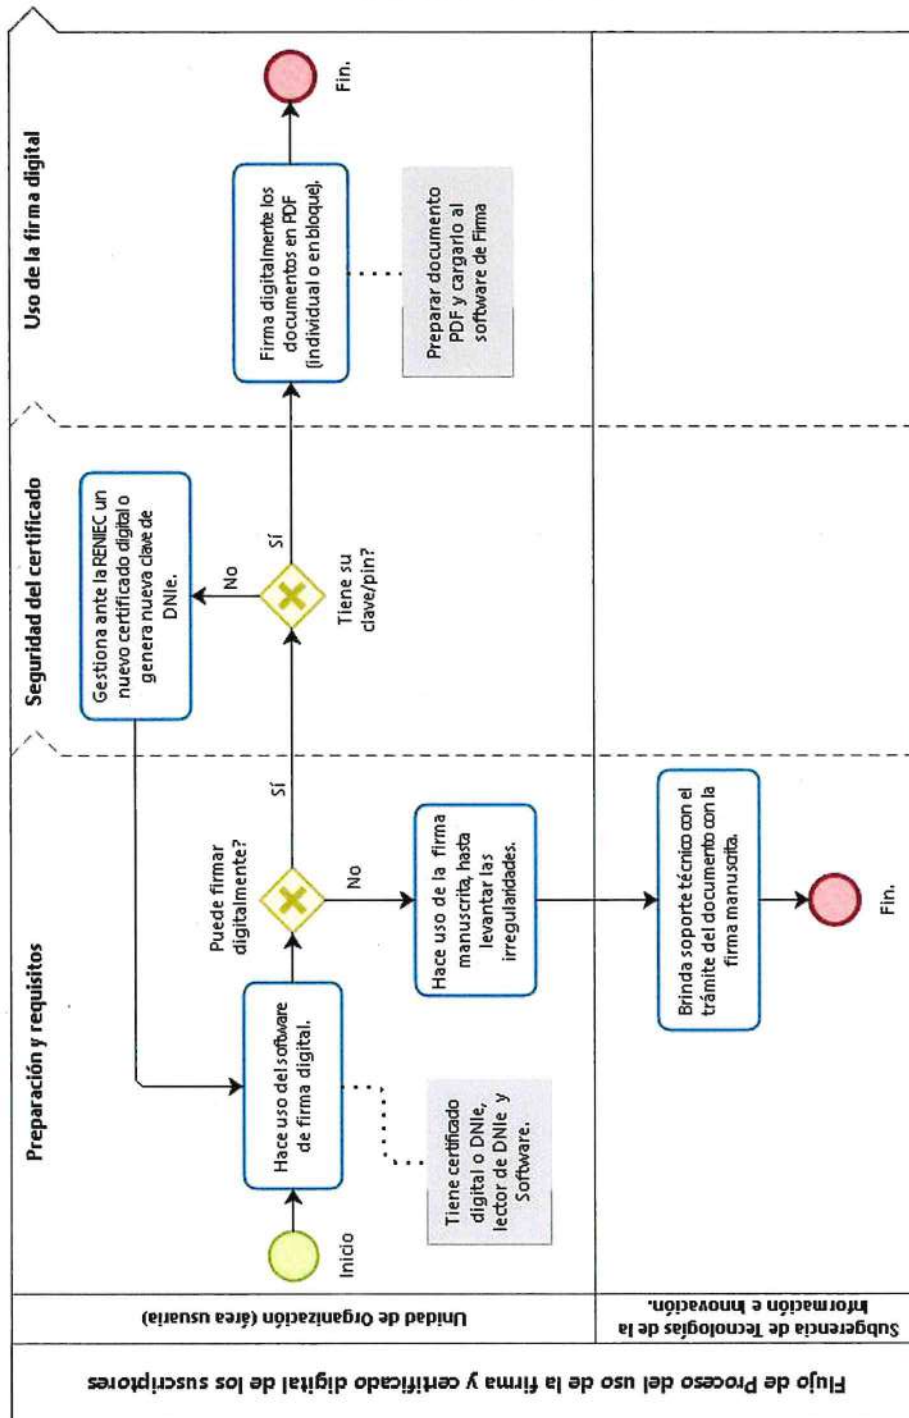 Flujo de Proceso del uso de la firma y certificado digital de los suscriptores
Unidad de Organización (área usuaria)
Subgerencia de Tecnologías de la
Información e Innovación.
Preparación y requisitos
Seguridad del certificado
Uso de la firma digital
Inicio
Hace uso del software
de firma digital.
Tiene certificado
digital o DNIe,
lector de DNIe y
Software.
Puede firmar
digitalmente?
Sí
No
Hace uso de la firma
manuscrita, hasta
levantar las
irregularidades.
Gestiona ante la RENIEC un
nuevo certificado digital o
genera nueva clave de
DNIe.
No
Sí
Tiene su
clave/pin?
Firma digitalmente los
documentos en PDF
(individual o en bloque).
Fin.
Preparar documento
PDF y cargarlo al
software de Firma
Brinda soporte técnico con el
trámite del documento con la
firma manuscrita.
Fin.